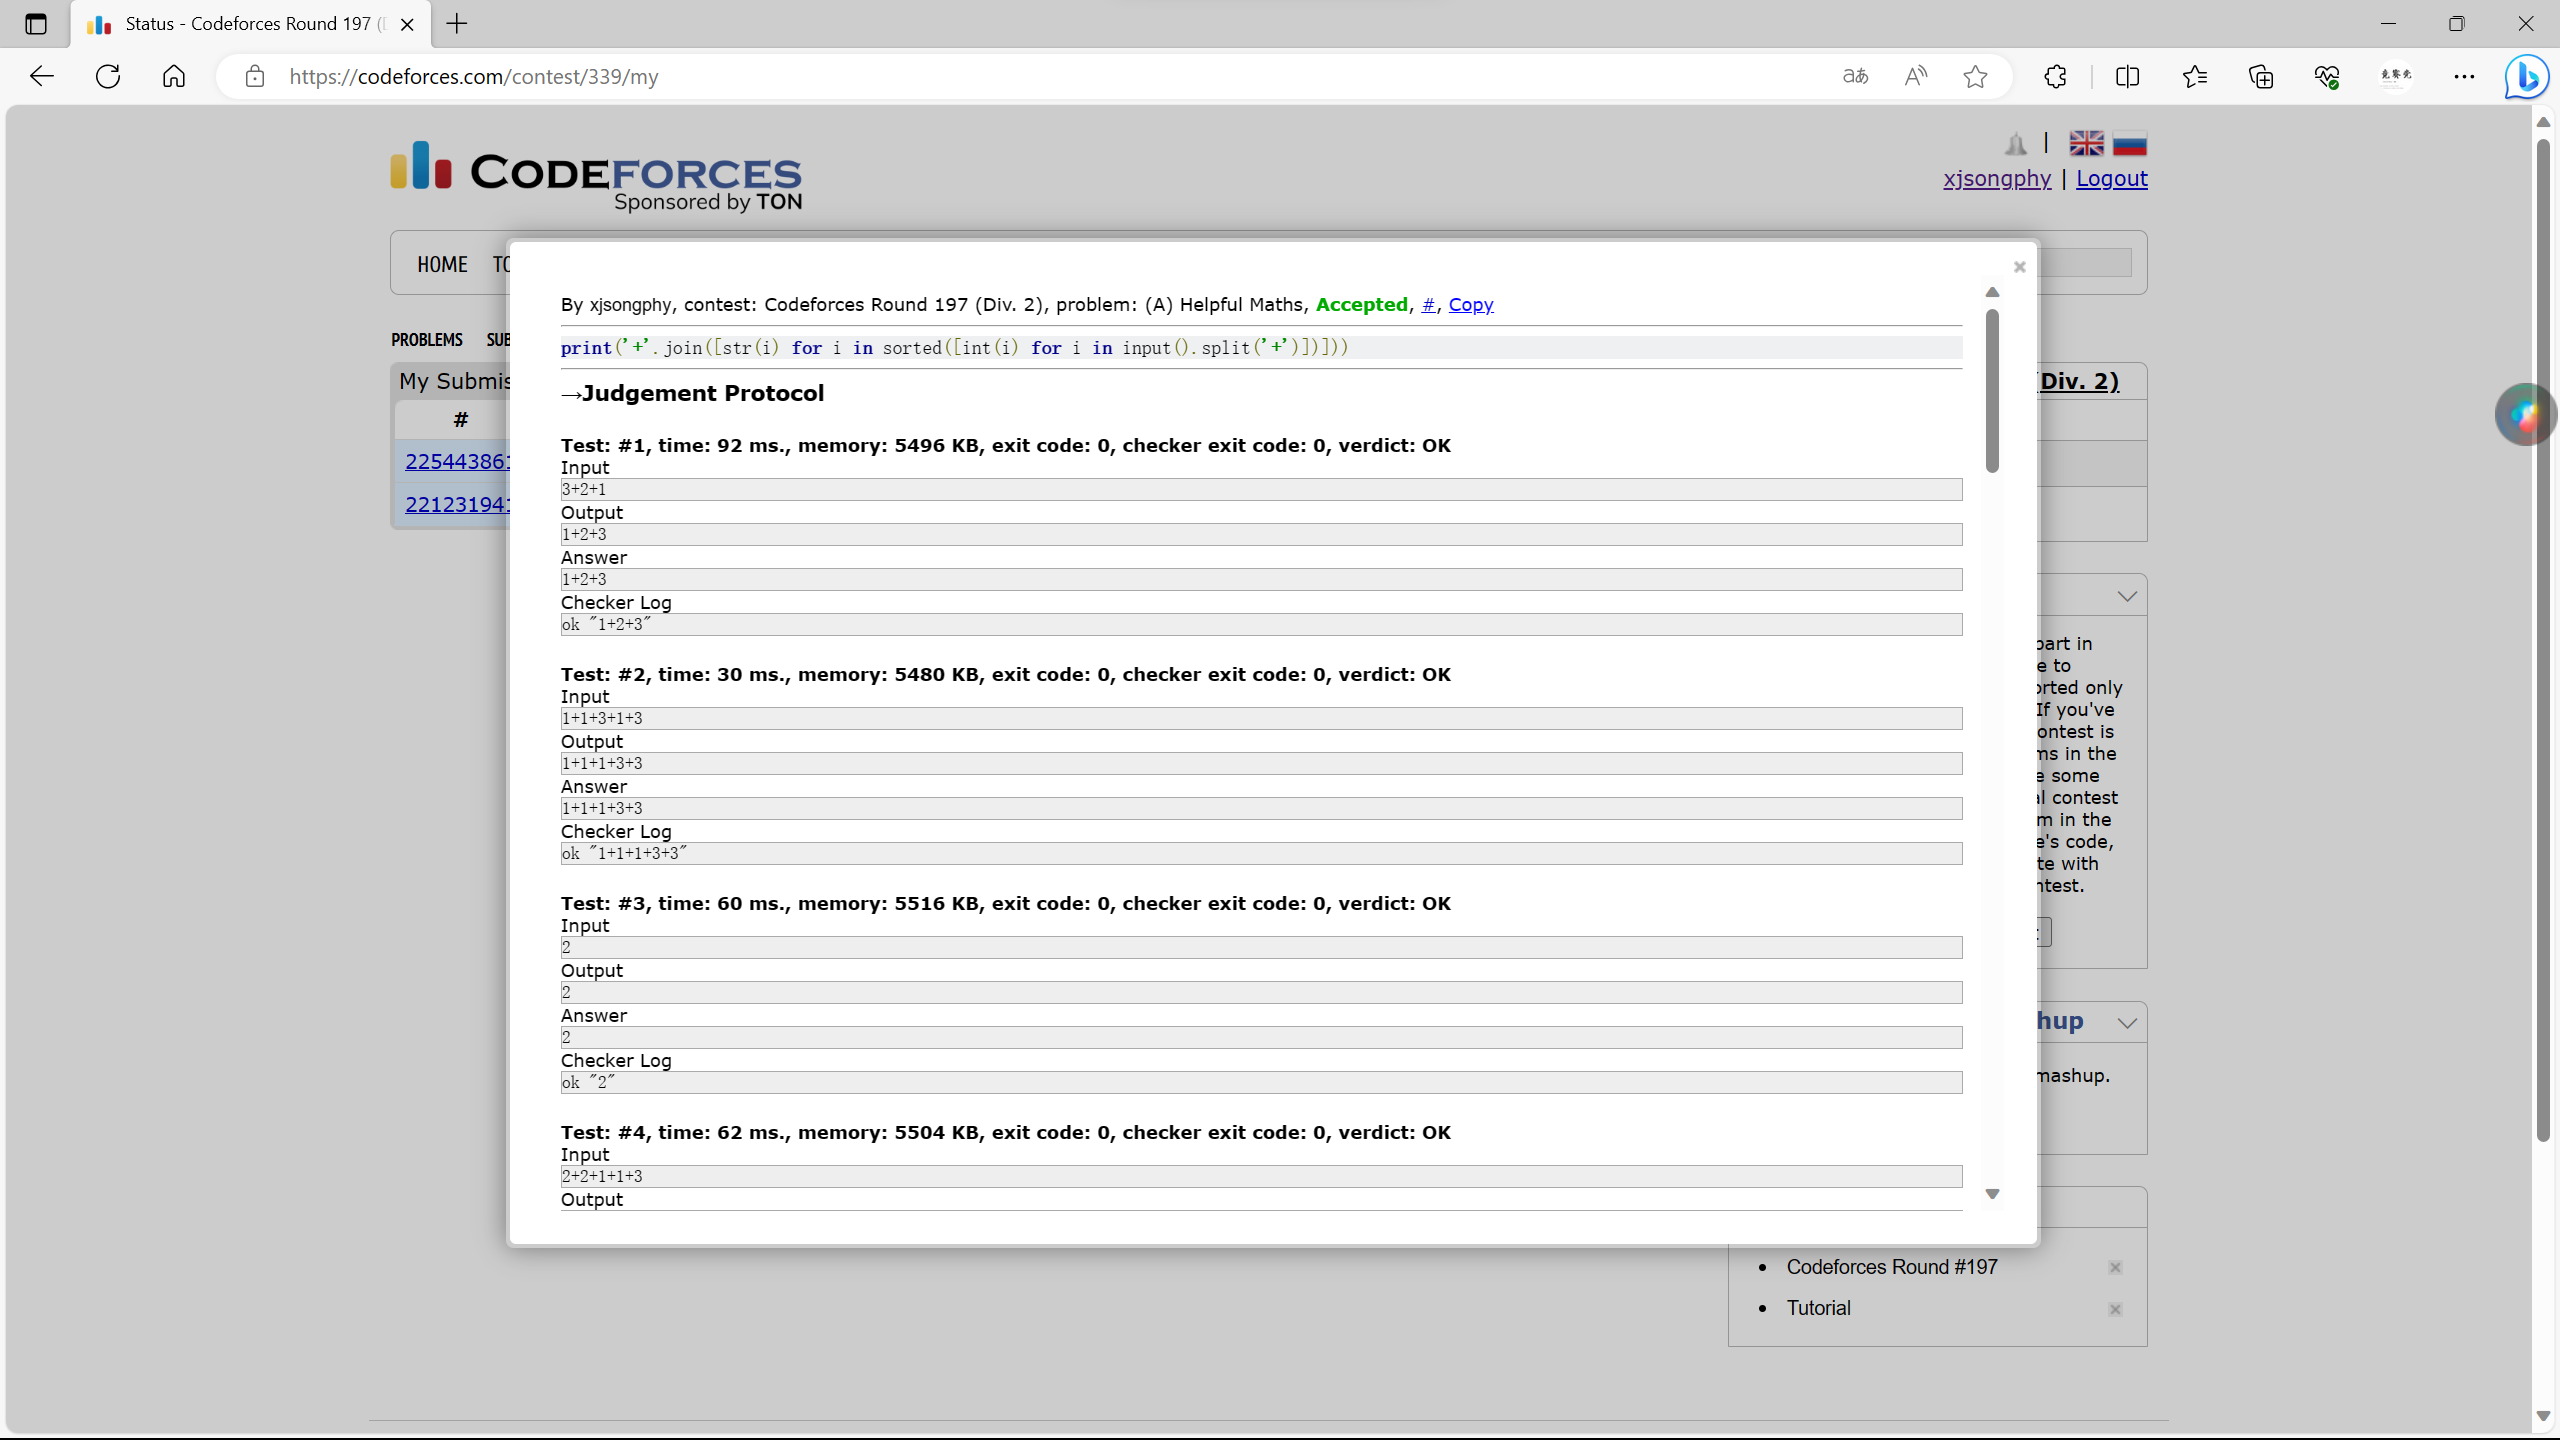 Status - Codeforces Round 197 (
https://codeforces.com/contest/339/my
CODEFORCES
Sponsored by TON
|
xjsongphy | Logout
HOME
PROBLEMS
By xjsongphy, contest: Codeforces Round 197 (Div. 2), problem: (A) Helpful Maths, Accepted, #, Copy
print('+'.join([str(i) for i in sorted([int(i) for i in input().split('+')])]))
→Judgement Protocol
Test: #1, time: 92 ms., memory: 5496 KB, exit code: 0, checker exit code: 0, verdict: OK
Input
3+2+1
Output
1+2+3
Answer
1+2+3
Checker Log
ok "1+2+3"
Test: #2, time: 30 ms., memory: 5480 KB, exit code: 0, checker exit code: 0, verdict: OK
Input
1+1+3+1+3
Output
1+1+1+3+3
Answer
1+1+1+3+3
Checker Log
ok "1+1+1+3+3"
Test: #3, time: 60 ms., memory: 5516 KB, exit code: 0, checker exit code: 0, verdict: OK
Input
2
Output
2
Answer
2
Checker Log
ok "2"
Test: #4, time: 62 ms., memory: 5504 KB, exit code: 0, checker exit code: 0, verdict: OK
Input
2+2+1+1+3
Output
My Submis
#
225443861
221231941
(Div. 2)
part in
e to
orted only
If you've
ontest is
ms in the
e some
al contest
m in the
e's code,
te with
ntest.
hup
mashup.
Codeforces Round #197
Tutorial